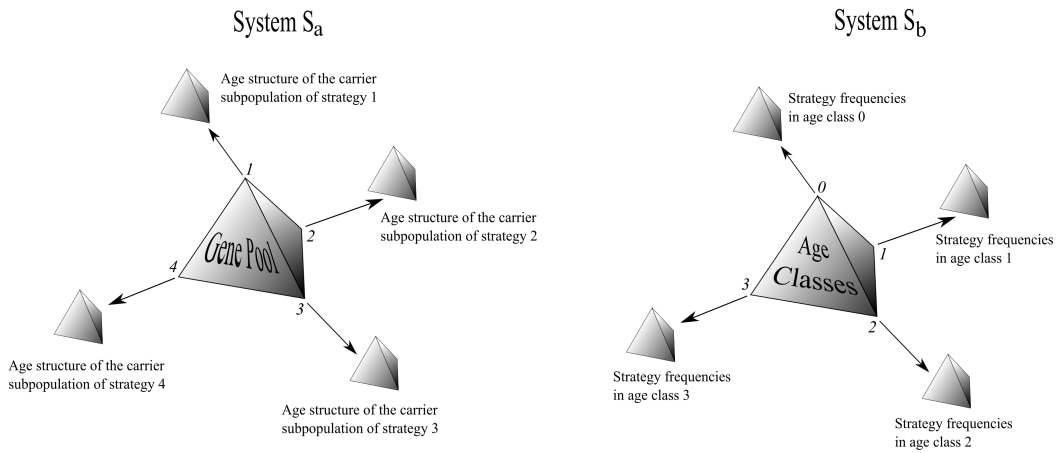 System Sa
Age structure of the carrier
subpopulation of strategy 1
1
2
Age structure of the carrier
subpopulation of strategy 2
Gene Pool
4
3
Age structure of the carrier
subpopulation of strategy 4
Age structure of the carrier
subpopulation of strategy 3
System Sb
Strategy frequencies
in age class 0
0
1
Strategy frequencies
in age class 1
Age
Classes
3
2
Strategy frequencies
in age class 3
Strategy frequencies
in age class 2